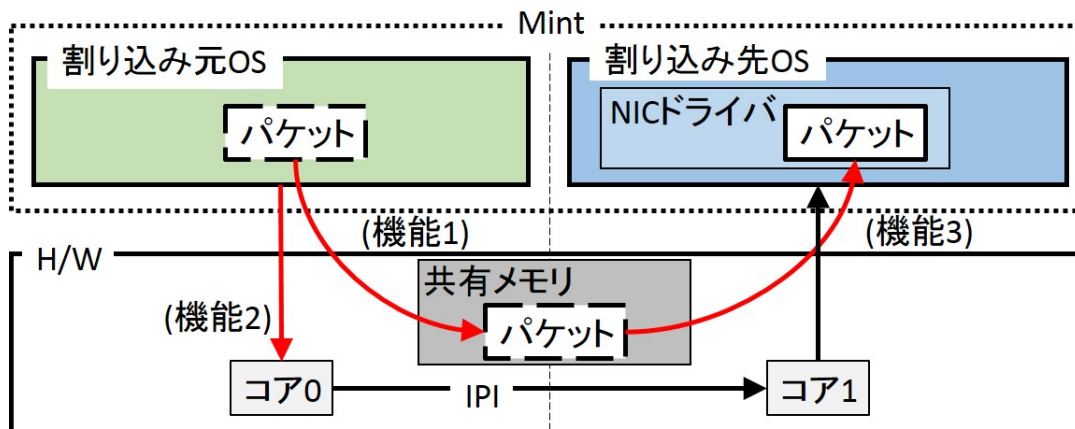 Mint
割り込み元OS
割り込み先OS
NICドライバ
パケット
パケット
(機能1)
(機能3)
H/W
共有メモリ
(機能2)
パケット
コア0
IPI
コア1